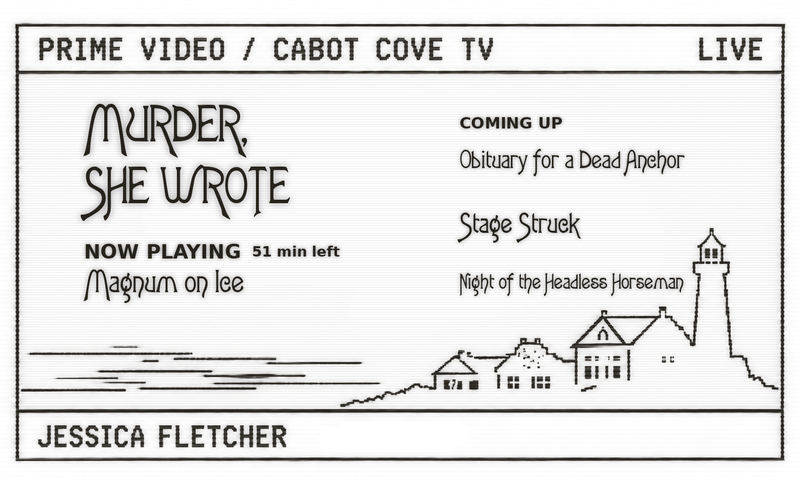 PRIME VIDEO / CABOT COVE TV LIVE
MURDER,
SHE WROTE
NOW PLAYING 51 min left
Magnum on Ice
COMING UP
Obituary for a Dead Anchor
Stage Struck
Night of the Headless Horseman
JESSICA FLETCHER